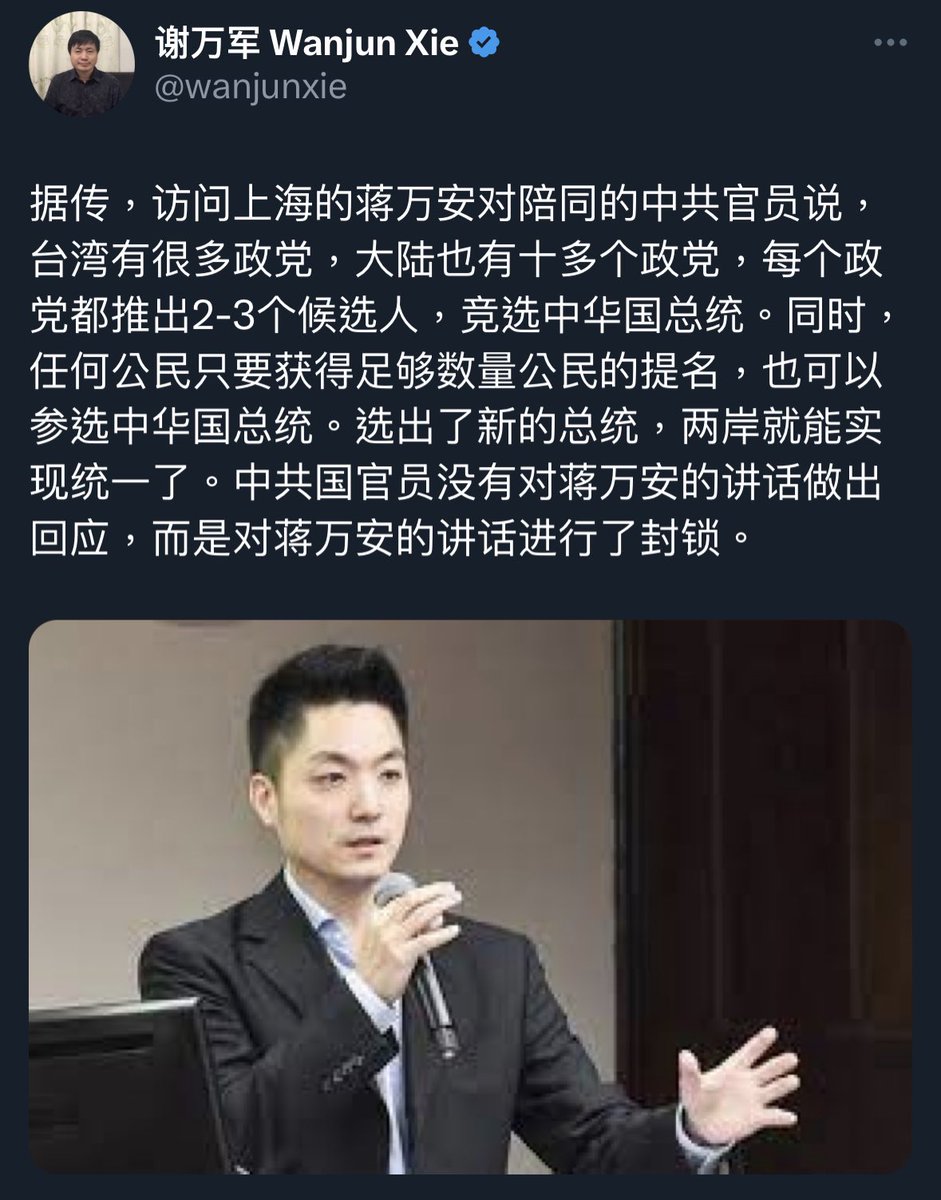 谢万军 Wanjun Xie
@wanjunxie
据传，访问上海的蒋万安对陪同的中共官员说，
台湾有很多政党，大陆也有十多个政党，每个政
党都推出2-3个候选人，竞选中华国总统。同时，
任何公民只要获得足够数量公民的提名，也可以
参选中华国总统。选出了新的总统，两岸就能实
现统一了。中共国官员没有对蒋万安的讲话做出
回应，而是对蒋万安的讲话进行了封锁。